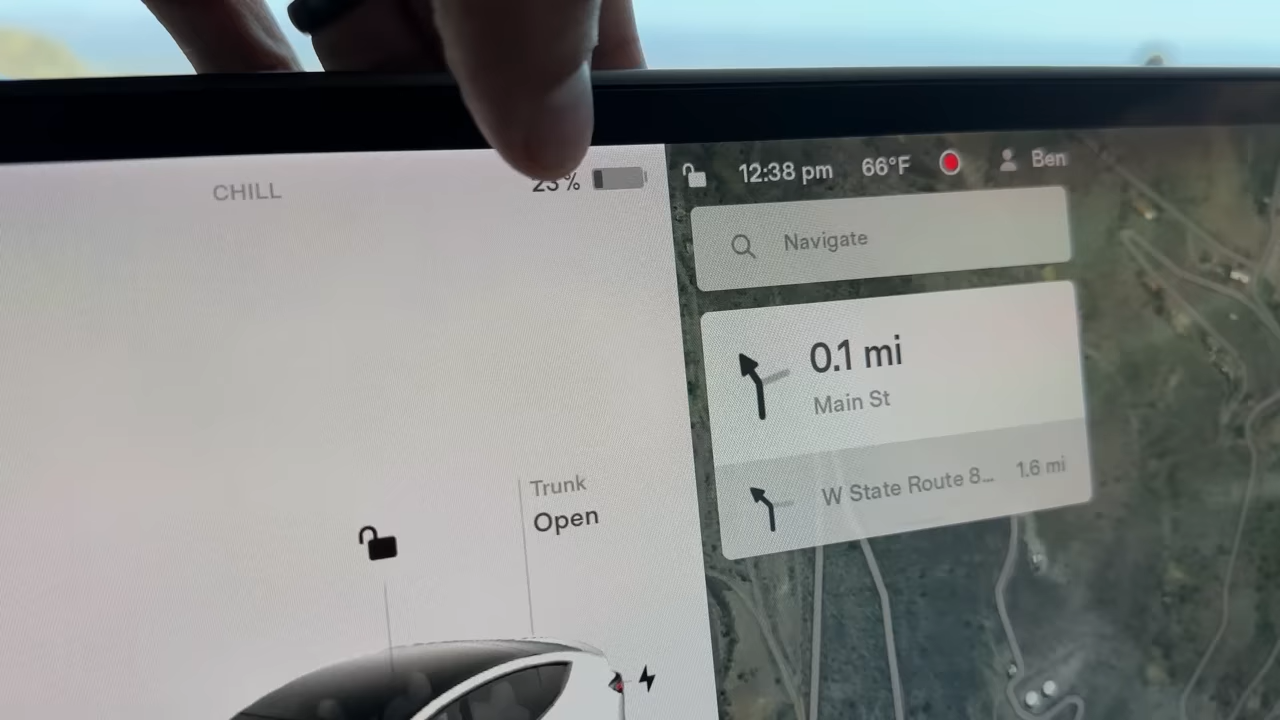 CHILL
23%
12:38 pm
66°F
Ben
Navigate
0.1 mi
Main St
W State Route 8...
1.6 mi
Trunk
Open